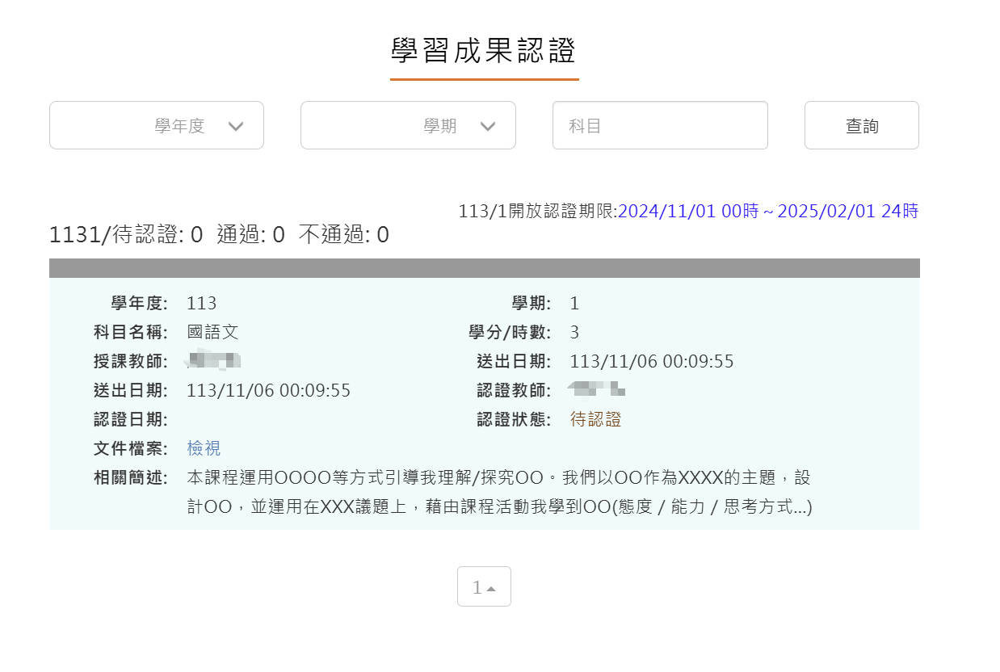 學習成果認證
學年度 學期 科目 查詢
113/1開放認證期限:2024/11/01 00時~2025/02/01 24時
1131/待認證: 0 通過: 0 不通過: 0
學年度: 113 學期: 1
科目名稱: 國語文 學分/時數: 3
授課教師: 送出日期: 113/11/06 00:09:55
送出日期: 113/11/06 00:09:55 認證教師:
認證日期: 認證狀態: 待認證
文件檔案: 檢視
相關簡述: 本課程運用OOOO等方式引導我理解/探究OO。我們以OO作為XXXX的主題，設
計OO，並運用在XXX議題上，藉由課程活動我學到OO(態度 / 能力 / 思考方式...)
1